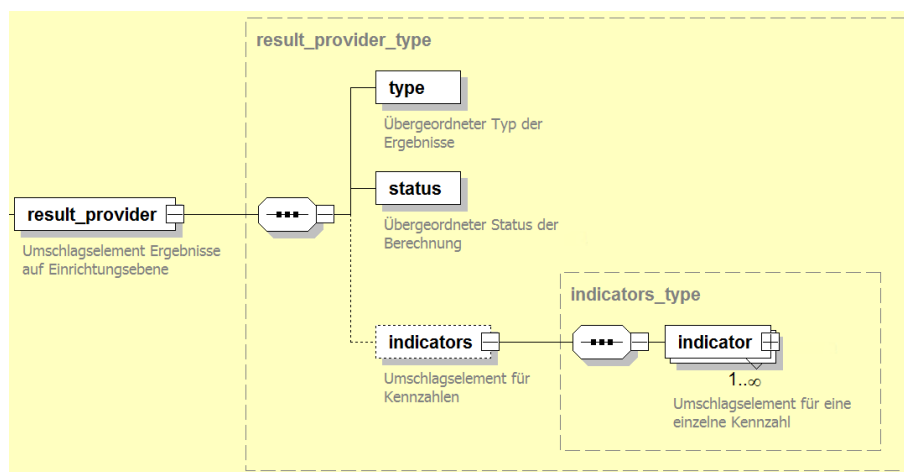 result_provider_type
type
Übergeordneter Typ der
Ergebnisse
status
Übergeordneter Status der
Berechnung
result_provider
Umschlagselement Ergebnisse
auf Einrichtungsebene
indicators_type
indicators
Umschlagselement für
Kennzahlen
indicator
1..∞
Umschlagselement für eine
einzelne Kennzahl